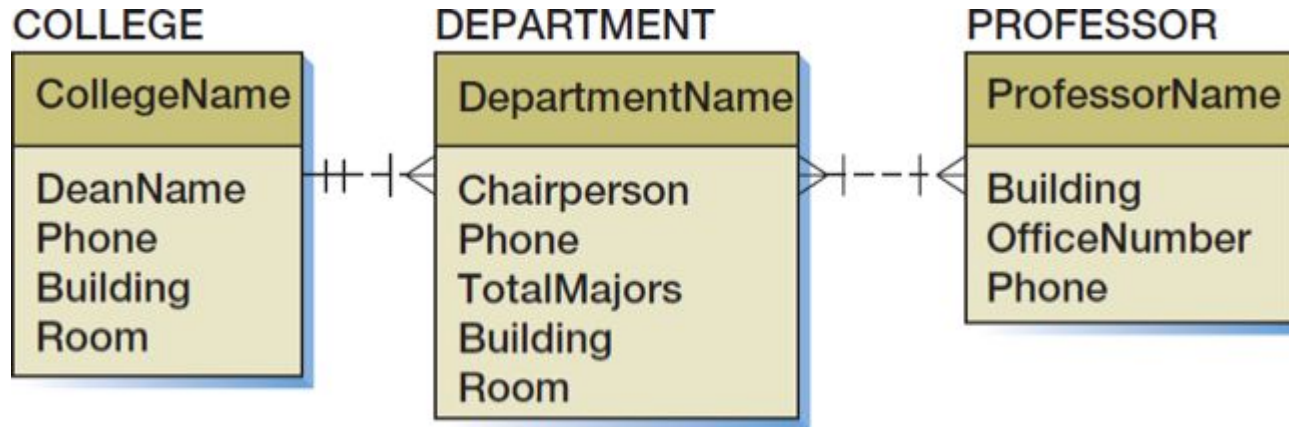 COLLEGE
CollegeName
DeanName
Phone
Building
Room
DEPARTMENT
DepartmentName
Chairperson
Phone
TotalMajors
Building
Room
PROFESSOR
ProfessorName
Building
OfficeNumber
Phone